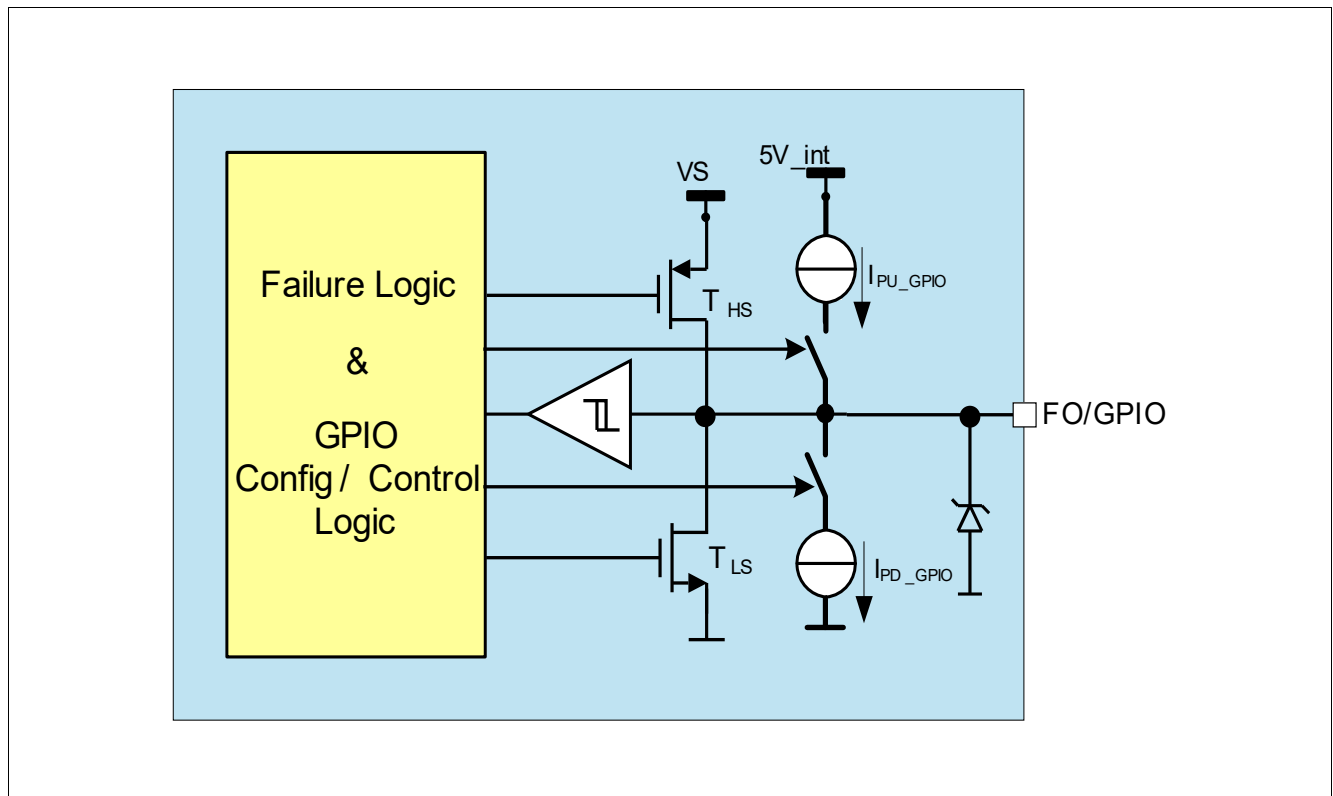 VS
5V_int
Failure Logic
&
GPIO
Config / Control
Logic
T HS
I PU_GPIO
FO/GPIO
T LS
I PD_GPIO